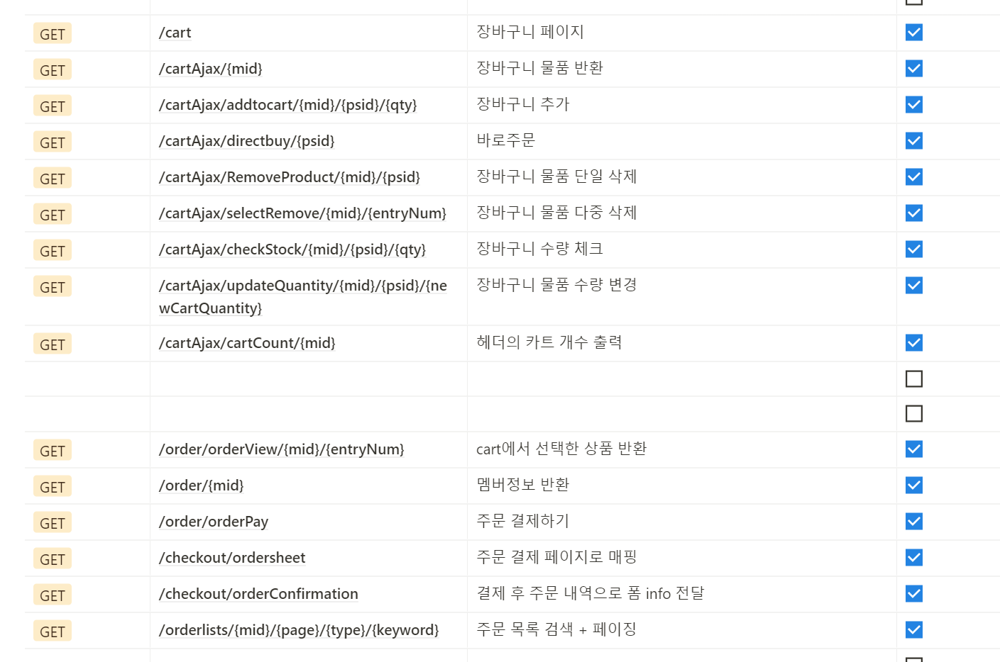 GET /cart 장바구니 페이지
GET /cartAjax/{mid} 장바구니 물품 반환
GET /cartAjax/addtocart/{mid}/{psid}/{qty} 장바구니 추가
GET /cartAjax/directbuy/{psid} 바로주문
GET /cartAjax/RemoveProduct/{mid}/{psid} 장바구니 물품 단일 삭제
GET /cartAjax/selectRemove/{mid}/{entryNum} 장바구니 물품 다중 삭제
GET /cartAjax/checkStock/{mid}/{psid}/{qty} 장바구니 수량 체크
GET /cartAjax/updateQuantity/{mid}/{psid}/{ne 장바구니 물품 수량 변경
wCartQuantity}
GET /cartAjax/cartCount/{mid} 헤더의 카트 개수 출력
GET /order/orderView/{mid}/{entryNum} cart에서 선택한 상품 반환
GET /order/{mid} 멤버정보 반환
GET /order/orderPay 주문 결제하기
GET /checkout/ordersheet 주문 결제 페이지로 매핑
GET /checkout/orderConfirmation 결제 후 주문 내역으로 폼 info 전달
GET /orderlists/{mid}/{page}/{type}/{keyword} 주문 목록 검색 + 페이징